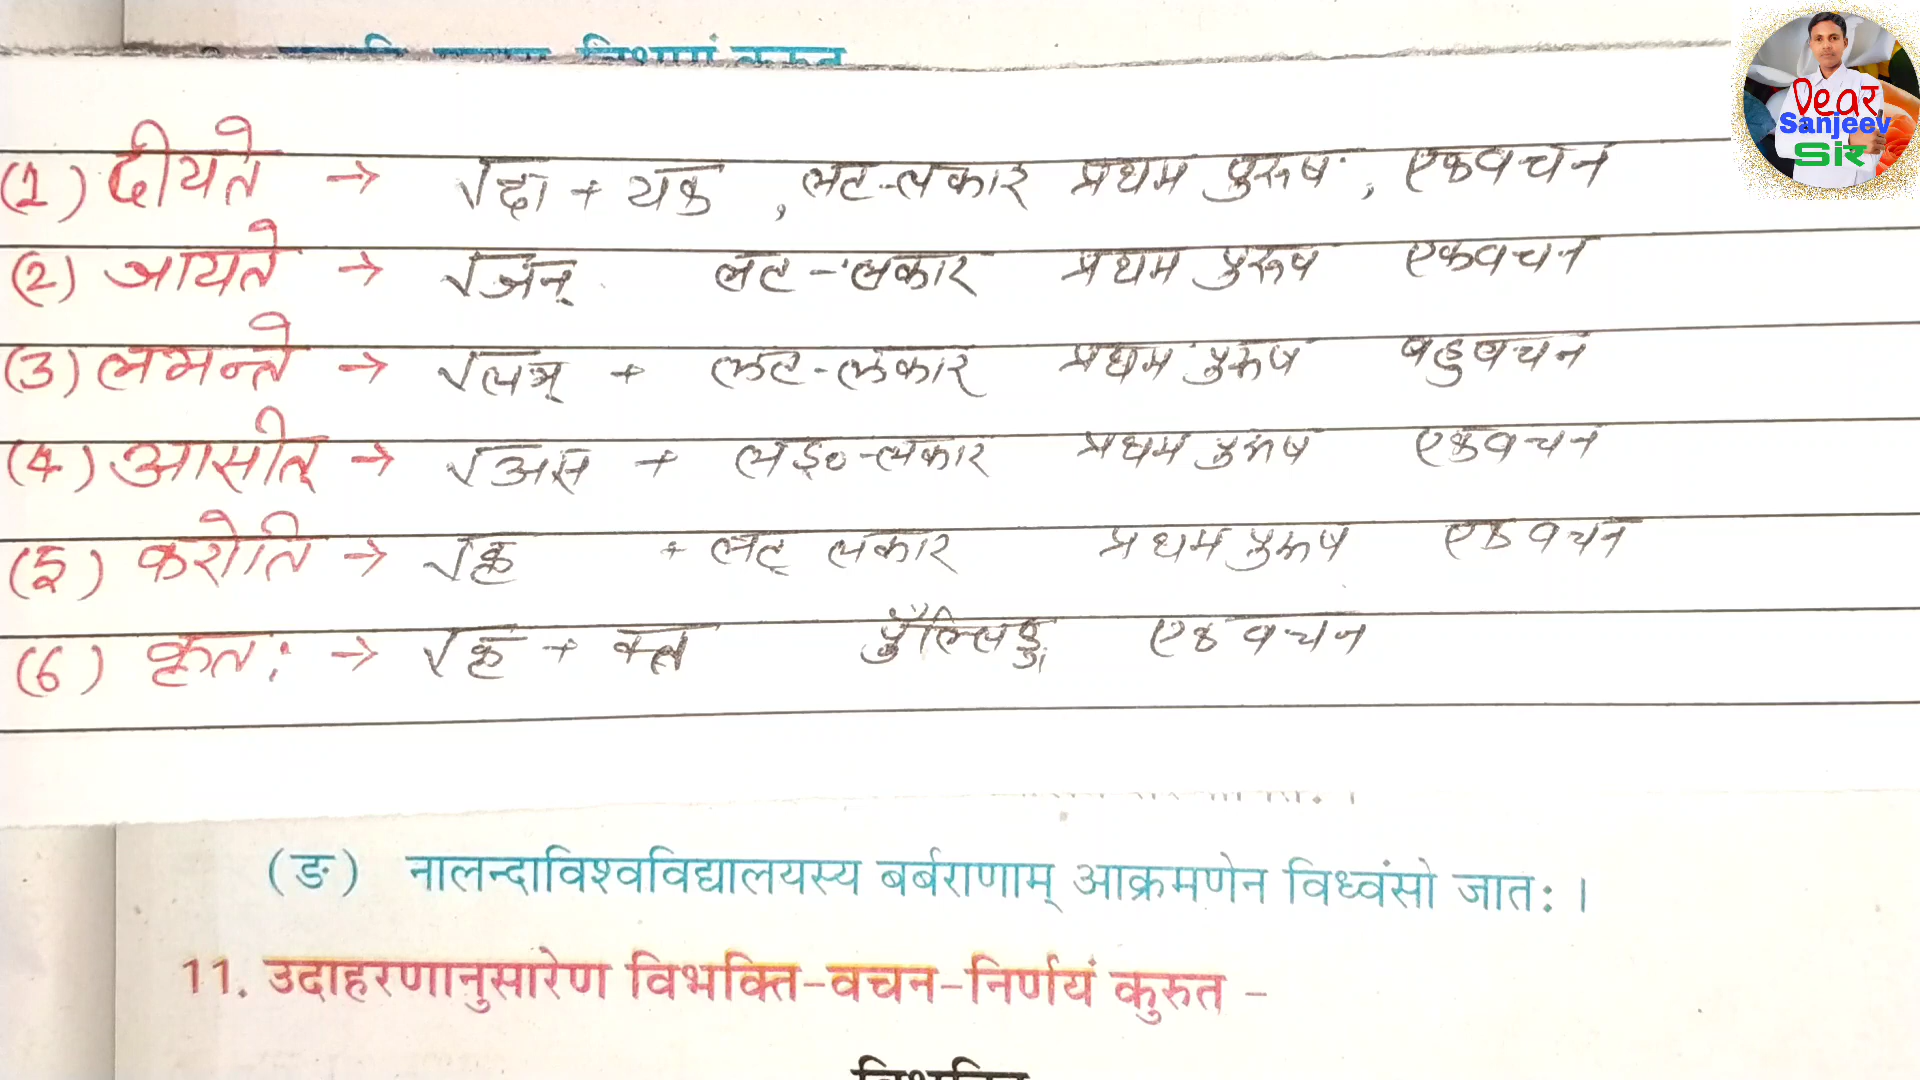 Dearर
Sanjeev
Sir
(1) दीयते → √दा + यक , लट-लकार प्रथम पुरुष, एकवचन
(2) जायते → √जन् लट-लकार प्रथम पुरुष एकवचन
(3) लभन्ते → √लभ् + लट-लकार प्रथम पुरुष बहुवचन
(4) आसीत् → √अस + लङ०-लकार प्रथम पुरुष एकवचन
(5) करोति → √कृ + लट् लकार प्रथम पुरुष एकवचन
(6) कृतः → √कृ + क्त पुँल्लिङ्ग एकवचन
(ङ) नालन्दाविश्वविद्यालयस्य बर्बराणाम् आक्रमणेन विध्वंसो जातः ।
11. उदाहरणानुसारेण विभक्ति-वचन-निर्णयं कुरुत -